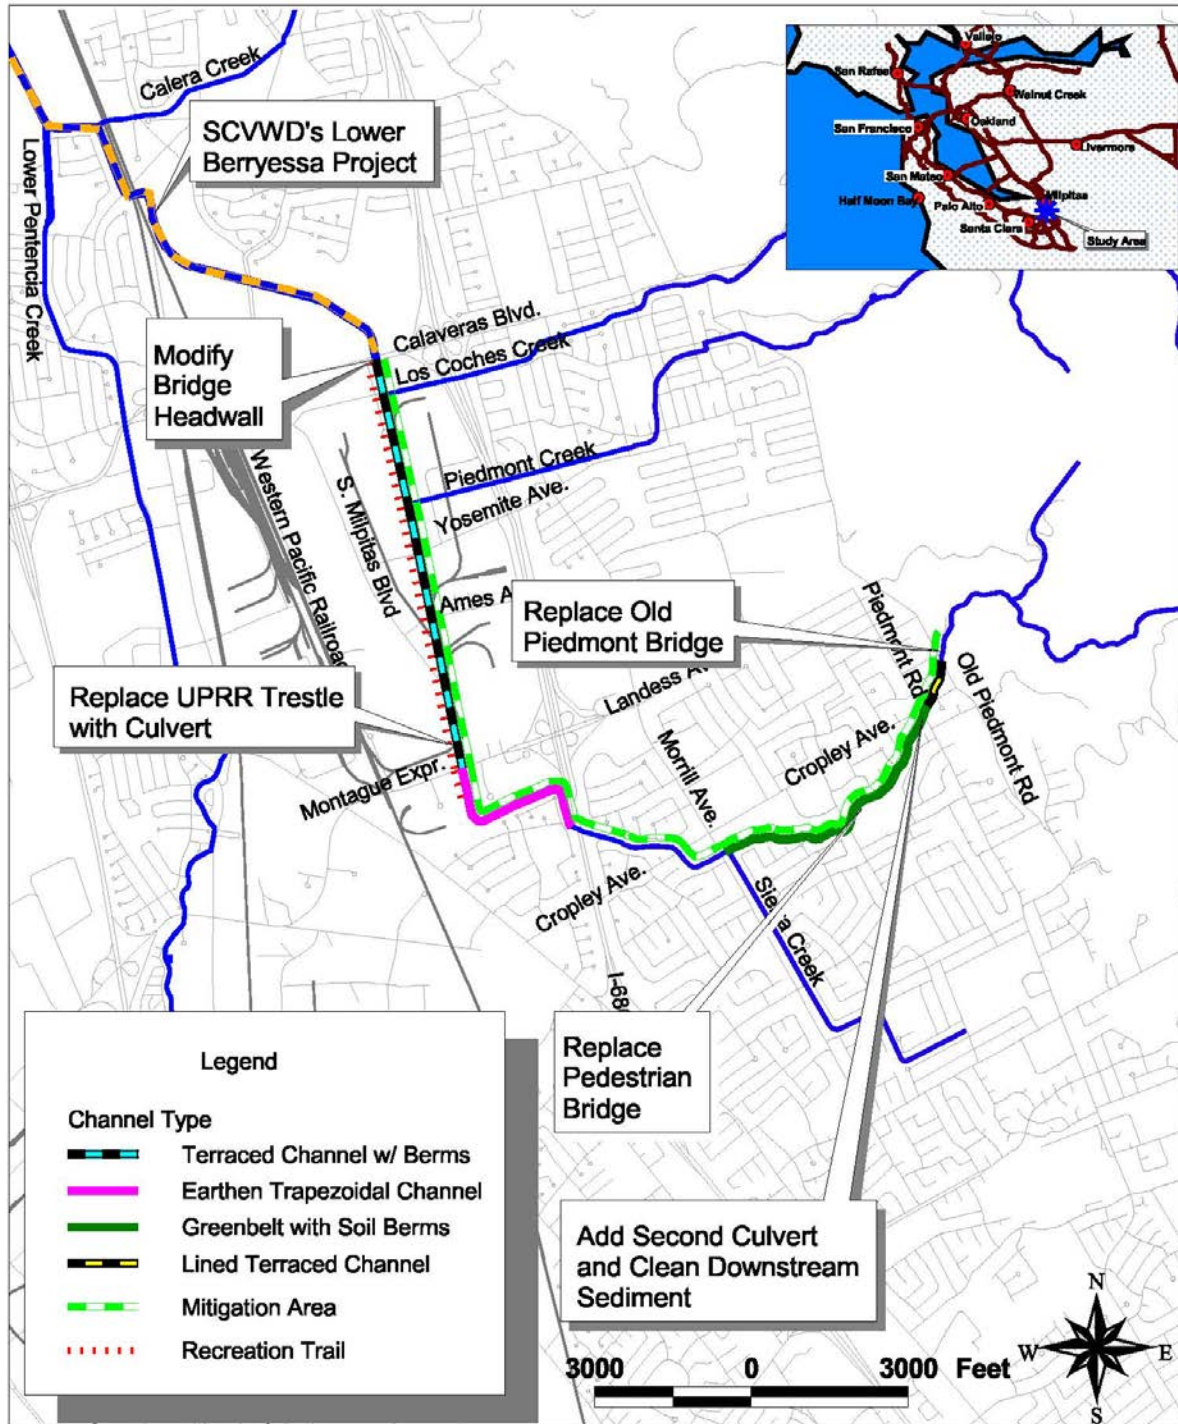 Calera Creek
SCVWD's Lower
Berryessa Project
Lower Pentencia Creek
Vallejo
San Rafael
Walnut Creek
San Francisco
Oakland
Livermore
San Mateo
Milpitas
Half Moon Bay
Palo Alto
Santa Clara
Study Area
Modify
Bridge
Headwall
Calaveras Blvd.
Los Coches Creek
Piedmont Creek
Yosemite Ave.
Western Pacific Railroad
S. Milpitas Blvd
Ames A
Replace Old
Piedmont Bridge
Piedmont Rd
Old Piedmont Rd
Replace UPRR Trestle
with Culvert
Landess Av
Montague Expr.
Morrill Ave.
Cropley Ave.
Cropley Ave.
Sierra Creek
I-680
Replace
Pedestrian
Bridge
Add Second Culvert
and Clean Downstream
Sediment
Legend
Channel Type
Terraced Channel w/ Berms
Earthen Trapezoidal Channel
Greenbelt with Soil Berms
Lined Terraced Channel
Mitigation Area
Recreation Trail
3000 0 3000 Feet
N
W E
S